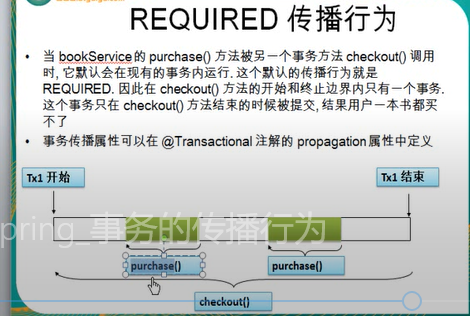 REQUIRED 传播行为
• 当 bookService 的 purchase() 方法被另一个事务方法 checkout() 调用
时, 它默认会在现有的事务内运行. 这个默认的传播行为就是
REQUIRED. 因此在 checkout() 方法的开始和终止边界内只有一个事务.
这个事务只在 checkout() 方法结束的时候被提交, 结果用户一本书都买
不了
• 事务传播属性可以在 @Transactional 注解的 propagation 属性中定义
Tx1 开始
Tx1 结束
pring_事务的传播行为
purchase()
purchase()
checkout()